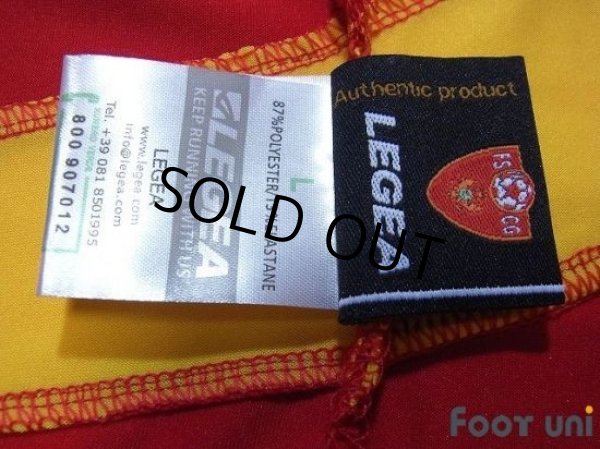 Authentic product
LEGEA
FS
CG
L
87%POLYESTER/13%ELASTANE
LEGEA
KEEP RUNNING WITH US
LEGEA
www.legea.com
info@legea.com
Tel. +39 081 8501995
800 907012
SOLD OUT
FOOT UNI